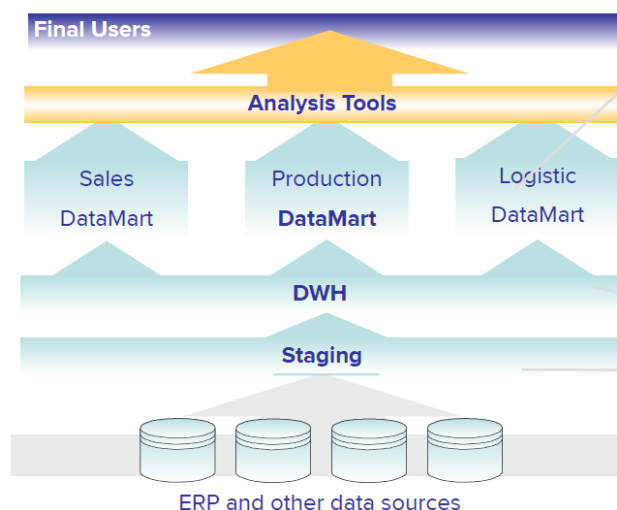 Final Users
Analysis Tools
Sales
DataMart
Production
DataMart
Logistic
DataMart
DWH
Staging
ERP and other data sources